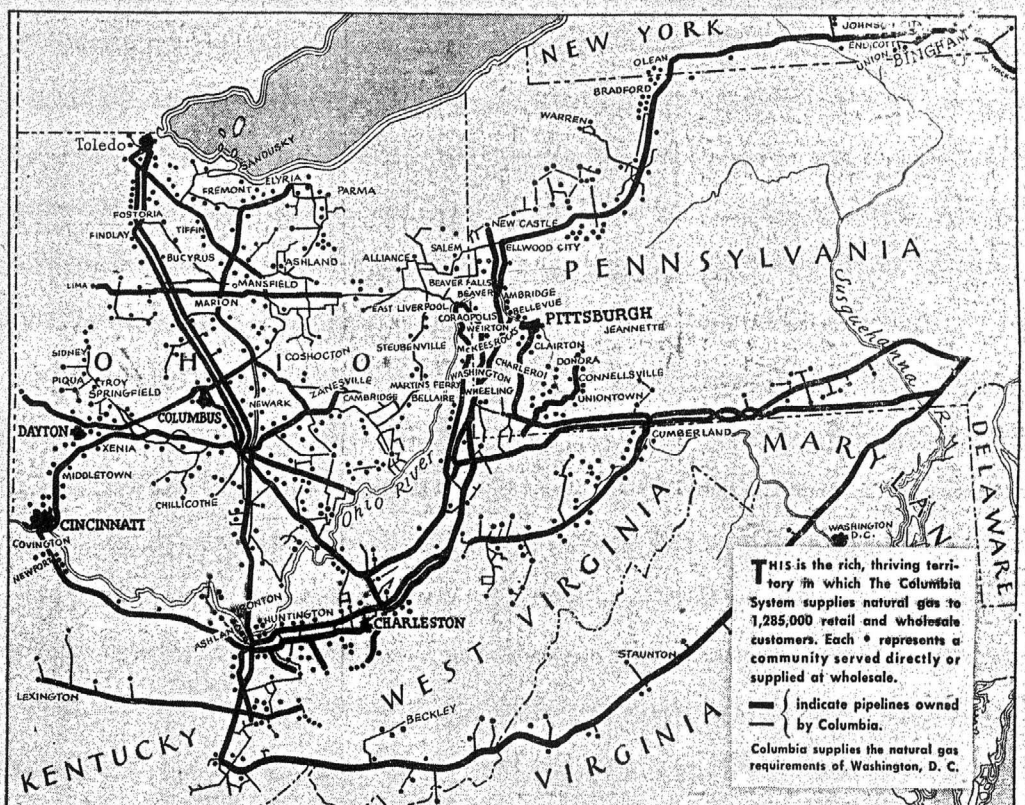 NEW YORK
JOHNSON CITY
ENDICOTT
UNION
BINGHAM
OLEAN
BRADFORD
WARREN
Toledo
SANDUSKY
FREMONT
ELYRIA
PARMA
FOSTORIA
FINDLAY
TIFFIN
BUCYRUS
ASHLAND
MANSFIELD
LIMA
MARION
ALLIANCE
SALEM
NEW CASTLE
ELLWOOD CITY
BEAVER FALLS
BEAVER
AMBRIDGE
BELLEVUE
CORAOPOLIS
EAST LIVERPOOL
PENNSYLVANIA
Susquehanna
PITTSBURGH
JEANNETTE
WEIRTON
McKEES ROCKS
STEUBENVILLE
CLAIRTON
DONORA
CHARLEROI
CONNELLSVILLE
UNIONTOWN
WASHINGTON
WHEELING
MARTINS FERRY
BELLAIRE
CAMBRIDGE
ZANESVILLE
COSHOCTON
OHIO
SIDNEY
PIQUA
TROY
SPRINGFIELD
COLUMBUS
NEWARK
DAYTON
XENIA
MIDDLETOWN
CHILLICOTHE
Ohio River
CUMBERLAND
MARYLAND
DELAWARE
WASHINGTON
D.C.
CINCINNATI
COVINGTON
NEWPORT
IRONTON
HUNTINGTON
ASHLAND
CHARLESTON
WEST VIRGINIA
STAUNTON
LEXINGTON
BECKLEY
KENTUCKY
VIRGINIA
THIS is the rich, thriving terri-
tory in which The Columbia
System supplies natural gas to
1,285,000 retail and wholesale
customers. Each • represents a
community served directly or
supplied at wholesale.
indicate pipelines owned
by Columbia.
Columbia supplies the natural gas
requirements of Washington, D. C.